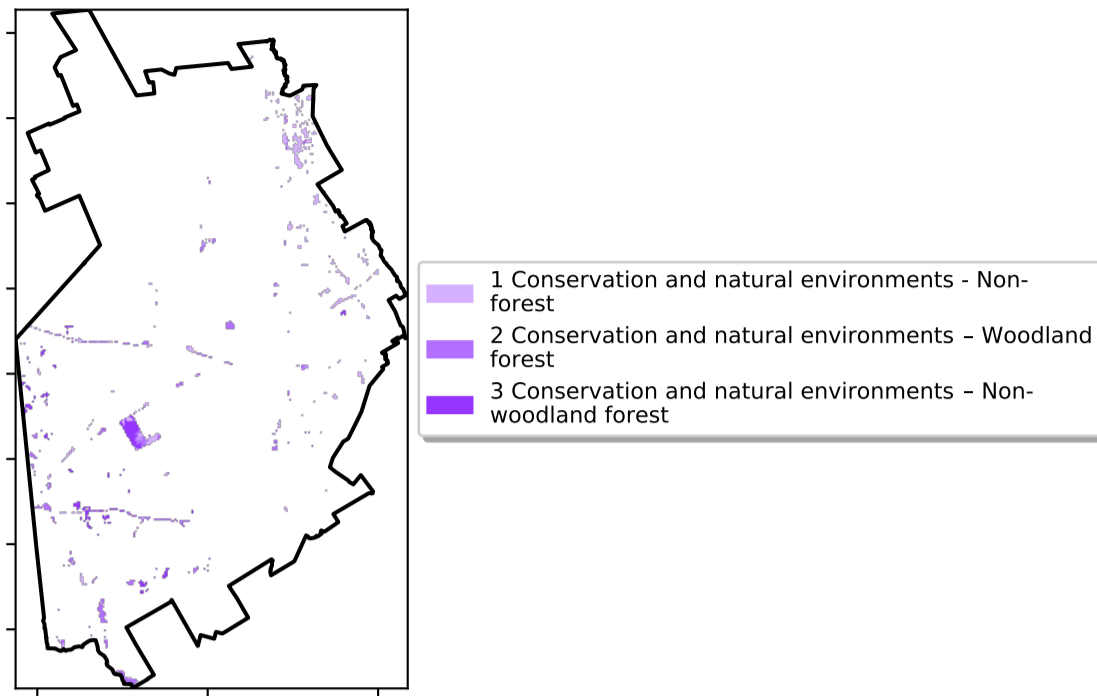 1 Conservation and natural environments - Non-
forest
2 Conservation and natural environments – Woodland
forest
3 Conservation and natural environments – Non-
woodland forest